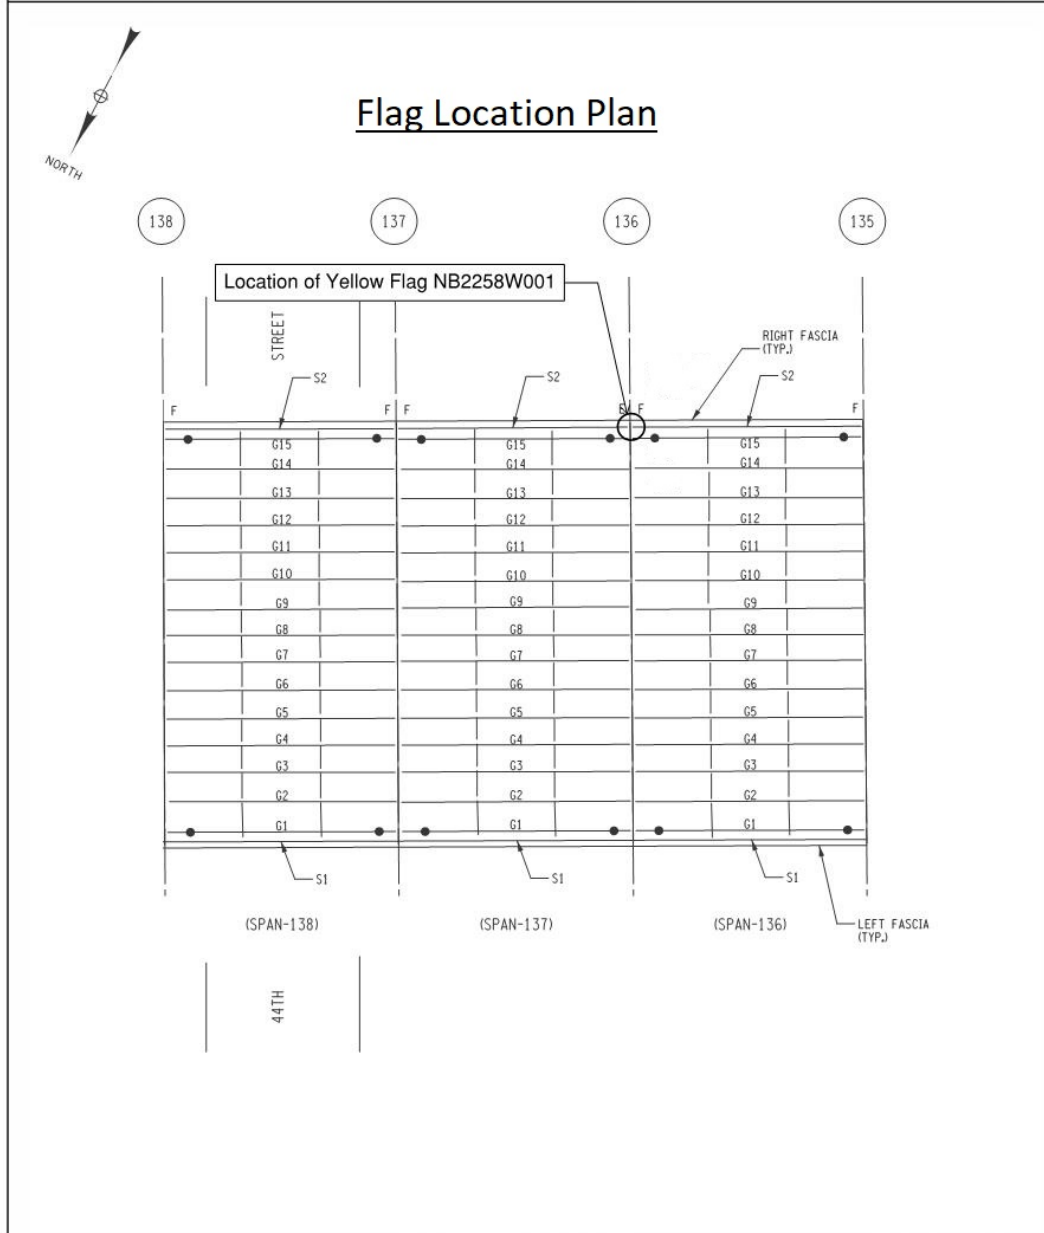 Flag Location Plan
NORTH
138
137
136
135
Location of Yellow Flag NB2258W001
STREET
RIGHT FASCIA
(TYP.)
S2
S2
S2
F
F
F
F
F
G15
G15
G15
G14
G14
G14
G13
G13
G13
G12
G12
G12
G11
G11
G11
G10
G10
G10
G9
G9
G9
G8
G8
G8
G7
G7
G7
G6
G6
G6
G5
G5
G5
G4
G4
G4
G3
G3
G3
G2
G2
G2
G1
G1
G1
S1
S1
S1
(SPAN-138)
(SPAN-137)
(SPAN-136)
LEFT FASCIA
(TYP.)
44TH